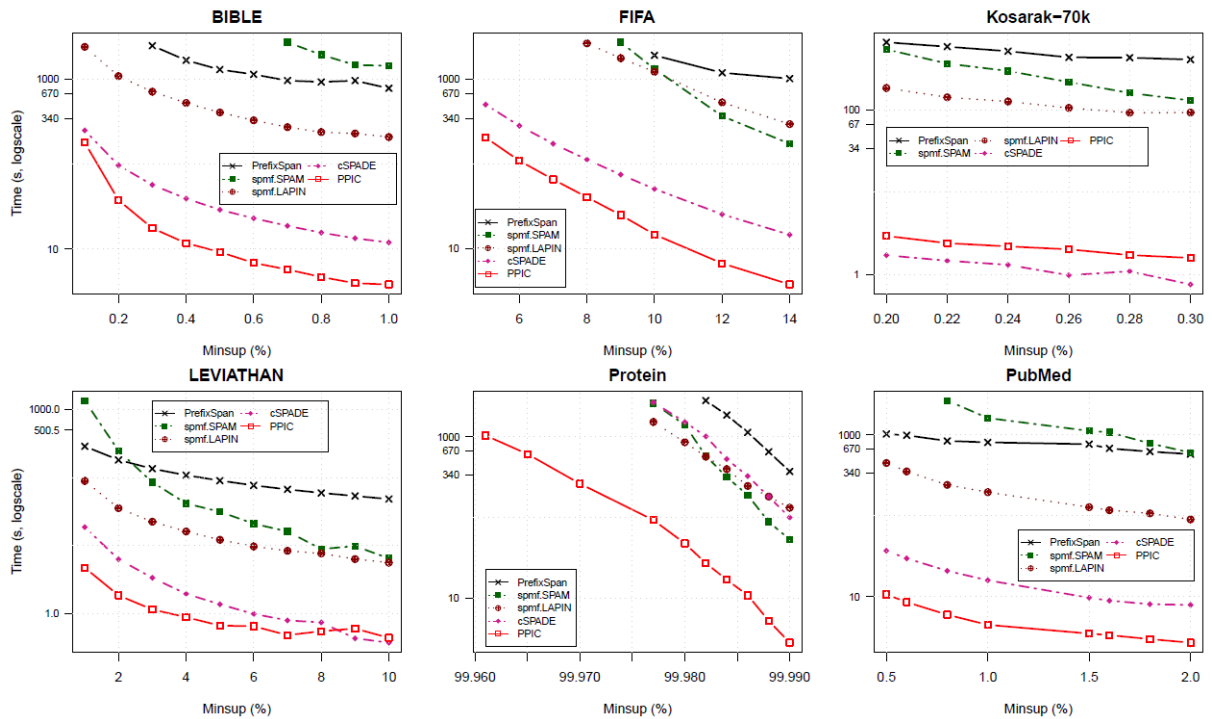 BIBLE
Time (s, logscale)
1000
670
340
10
PrefixSpan
spmf.SPAM
spmf.LAPIN
cSPADE
PPIC
0.2 0.4 0.6 0.8 1.0
Minsup (%)
FIFA
1000
670
340
10
PrefixSpan
spmf.SPAM
spmf.LAPIN
cSPADE
PPIC
6 8 10 12 14
Minsup (%)
Kosarak−70k
100
67
34
1
PrefixSpan
spmf.SPAM
spmf.LAPIN
cSPADE
PPIC
0.20 0.22 0.24 0.26 0.28 0.30
Minsup (%)
LEVIATHAN
Time (s, logscale)
1000.0
500.5
1.0
PrefixSpan
spmf.SPAM
spmf.LAPIN
cSPADE
PPIC
2 4 6 8 10
Minsup (%)
Protein
1000
670
340
10
PrefixSpan
spmf.SPAM
spmf.LAPIN
cSPADE
PPIC
99.960 99.970 99.980 99.990
Minsup (%)
PubMed
1000
670
340
10
PrefixSpan
spmf.SPAM
spmf.LAPIN
cSPADE
PPIC
0.5 1.0 1.5 2.0
Minsup (%)